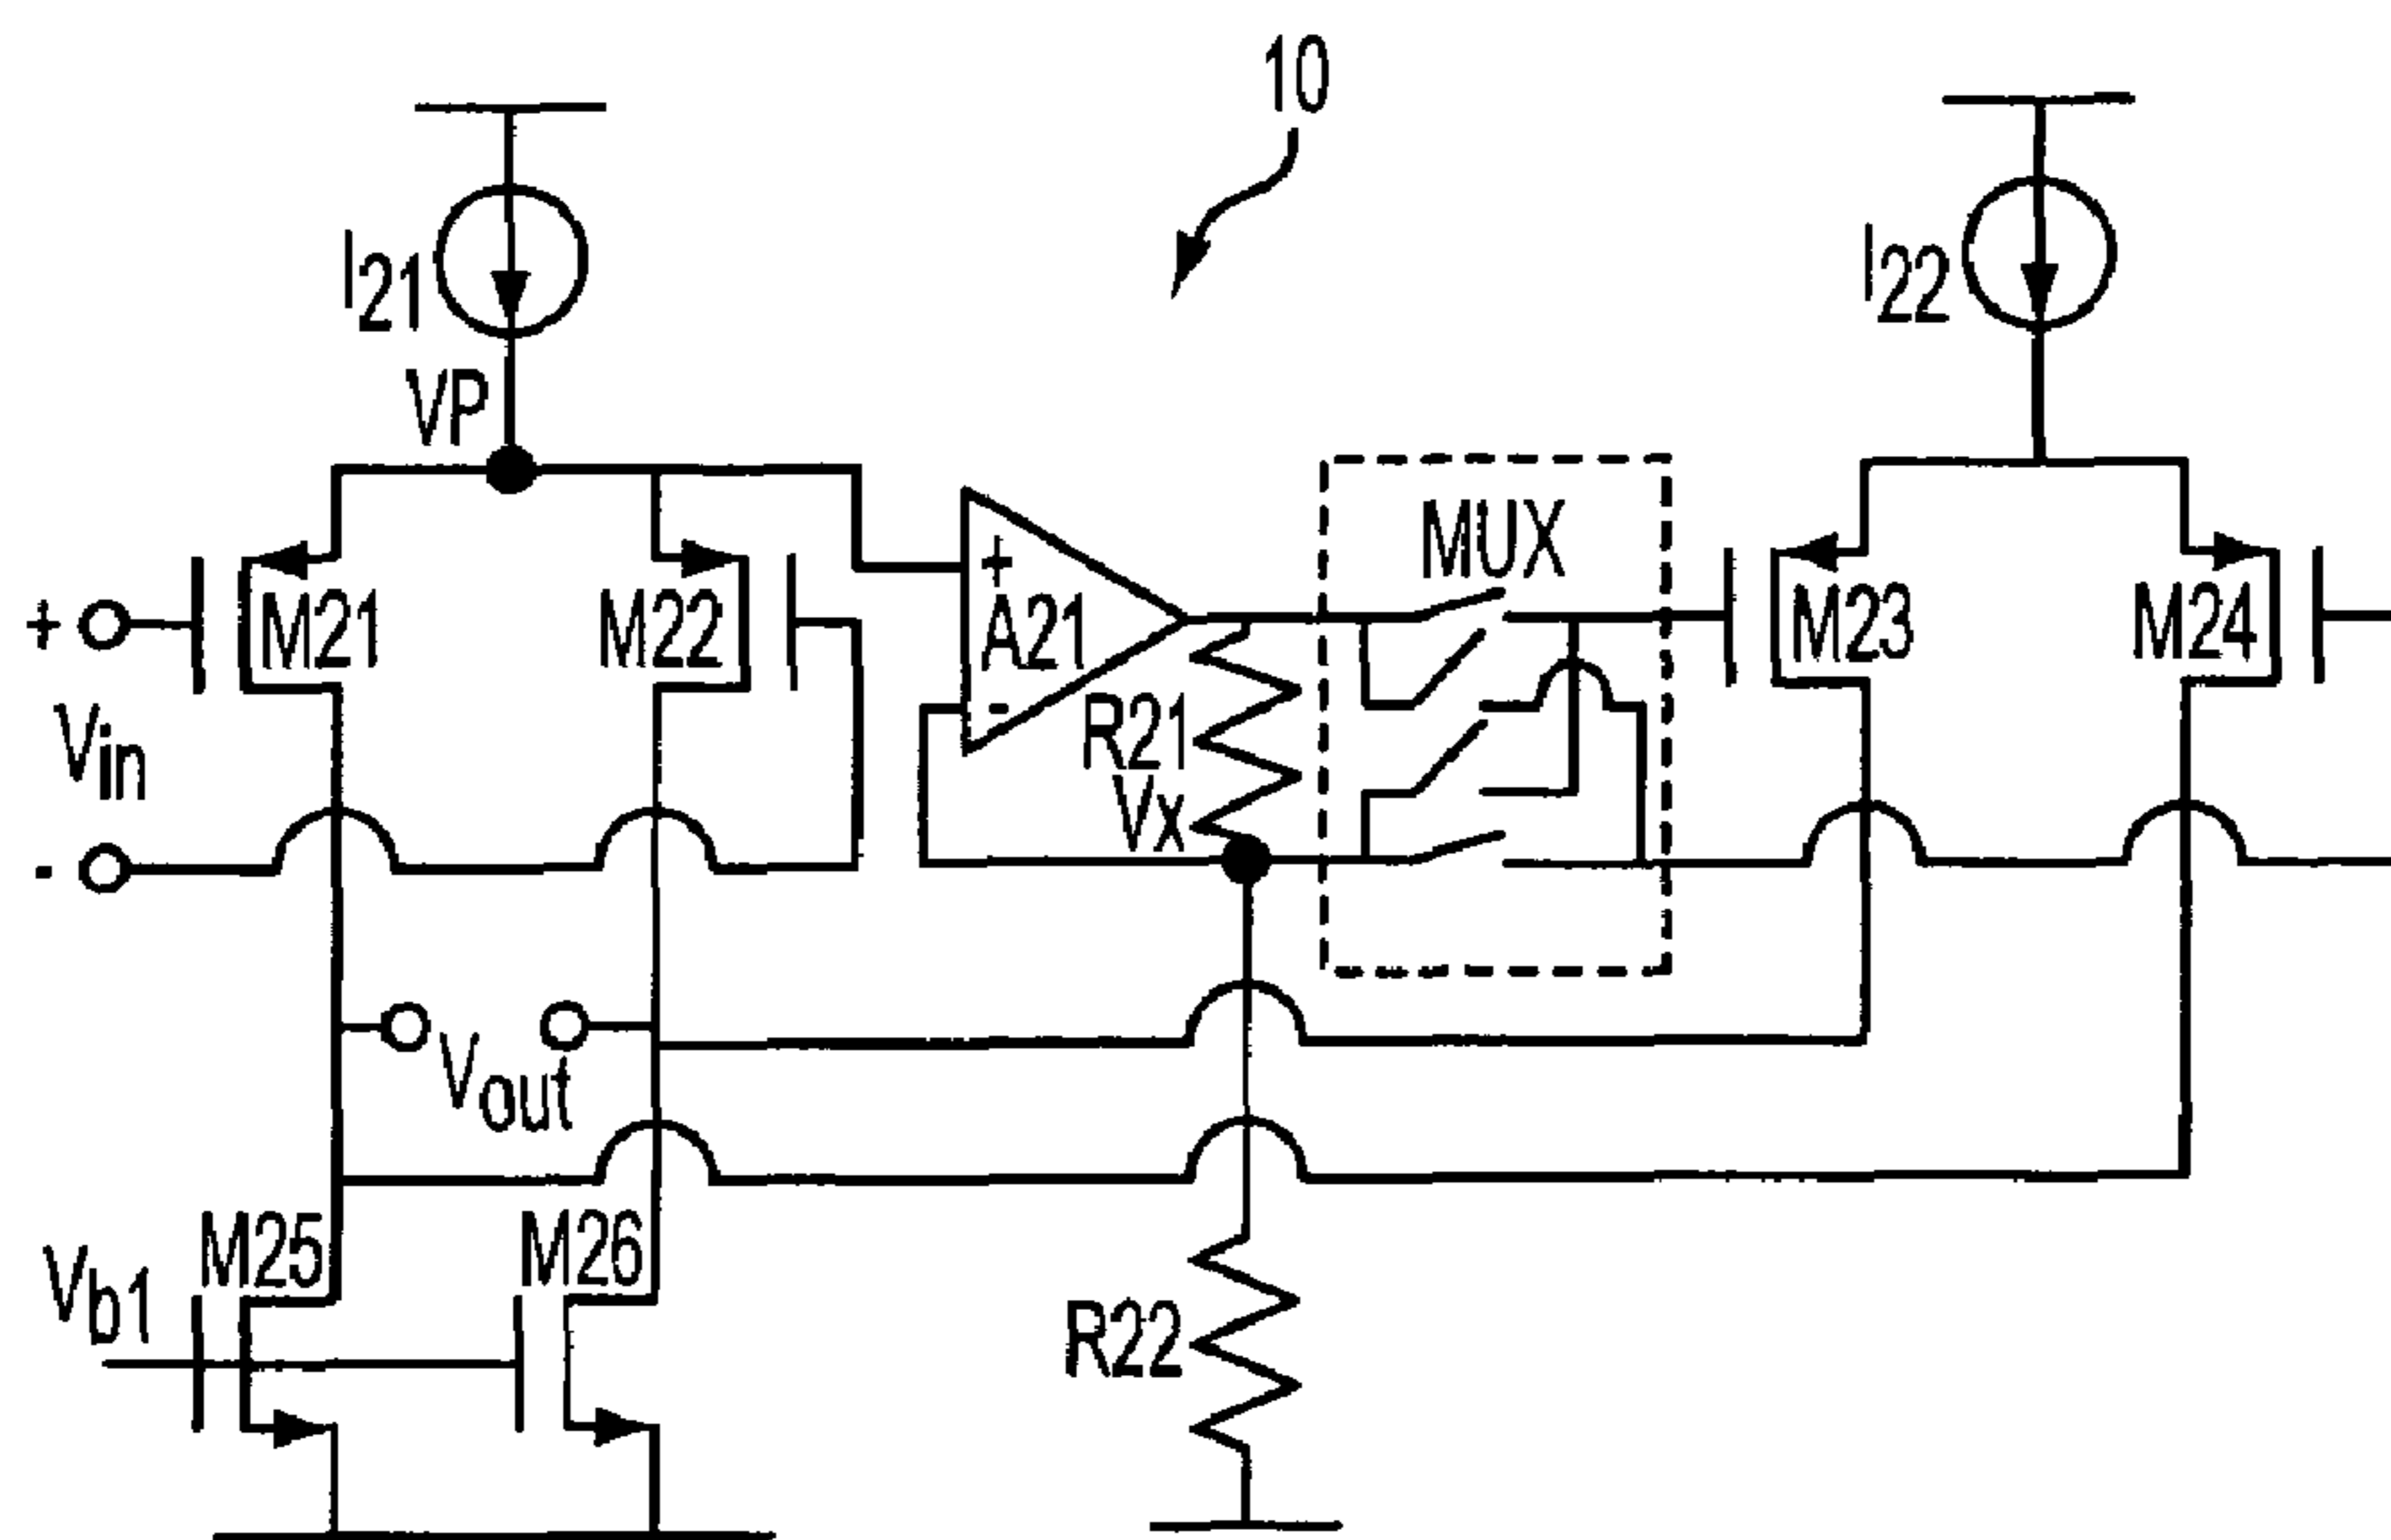 10
I21
I22
VP
MUX
+
M21
M22
+
A21
M23
M24
-
R21
Vin
Vx
-
Vout
M25
M26
Vb1
R22